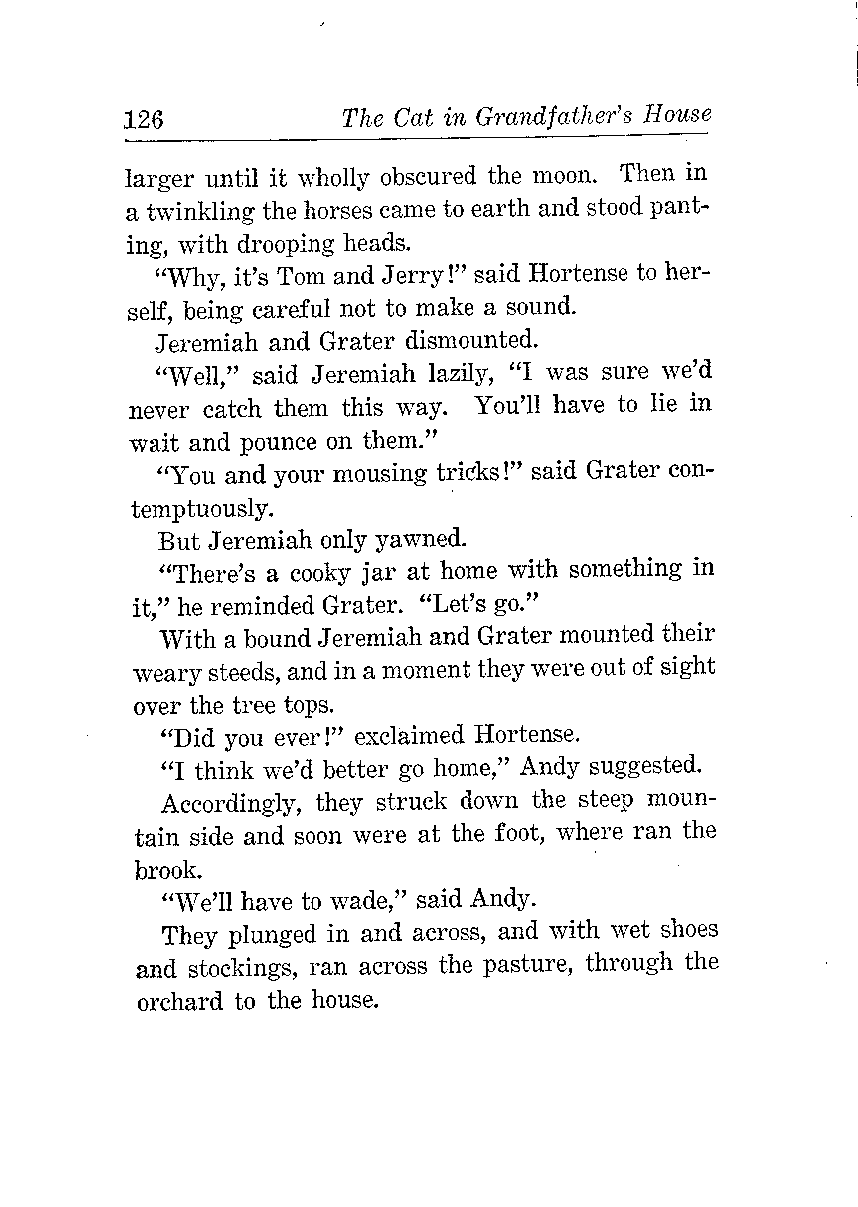 126 The Cat in Grandfather's House
larger until it wholly obscured the moon. Then in
a twinkling the horses came to earth and stood pant-
ing, with drooping heads.
"Why, it's Tom and Jerry!" said Hortense to her-
self, being careful not to make a sound.
Jeremiah and Grater dismounted.
"Well," said Jeremiah lazily, "I was sure we'd
never catch them this way. You'll have to lie in
wait and pounce on them."
"You and your mousing tricks!" said Grater con-
temptuously.
But Jeremiah only yawned.
"There's a cooky jar at home with something in
it," he reminded Grater. "Let's go."
With a bound Jeremiah and Grater mounted their
weary steeds, and in a moment they were out of sight
over the tree tops.
"Did you ever!" exclaimed Hortense.
"I think we'd better go home," Andy suggested.
Accordingly, they struck down the steep moun-
tain side and soon were at the foot, where ran the
brook.
"We'll have to wade," said Andy.
They plunged in and across, and with wet shoes
and stockings, ran across the pasture, through the
orchard to the house.